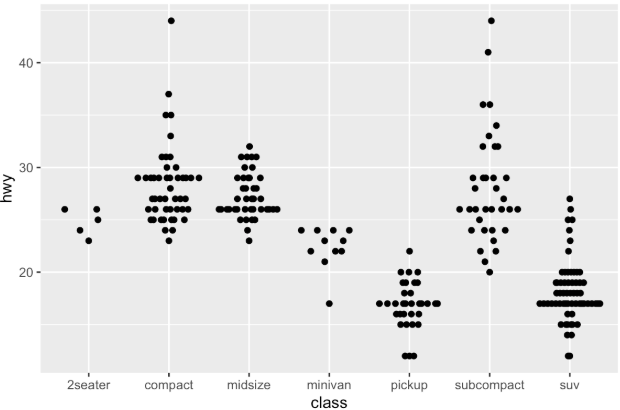 hwy
40
30
20
2seater compact midsize minivan pickup subcompact suv
class